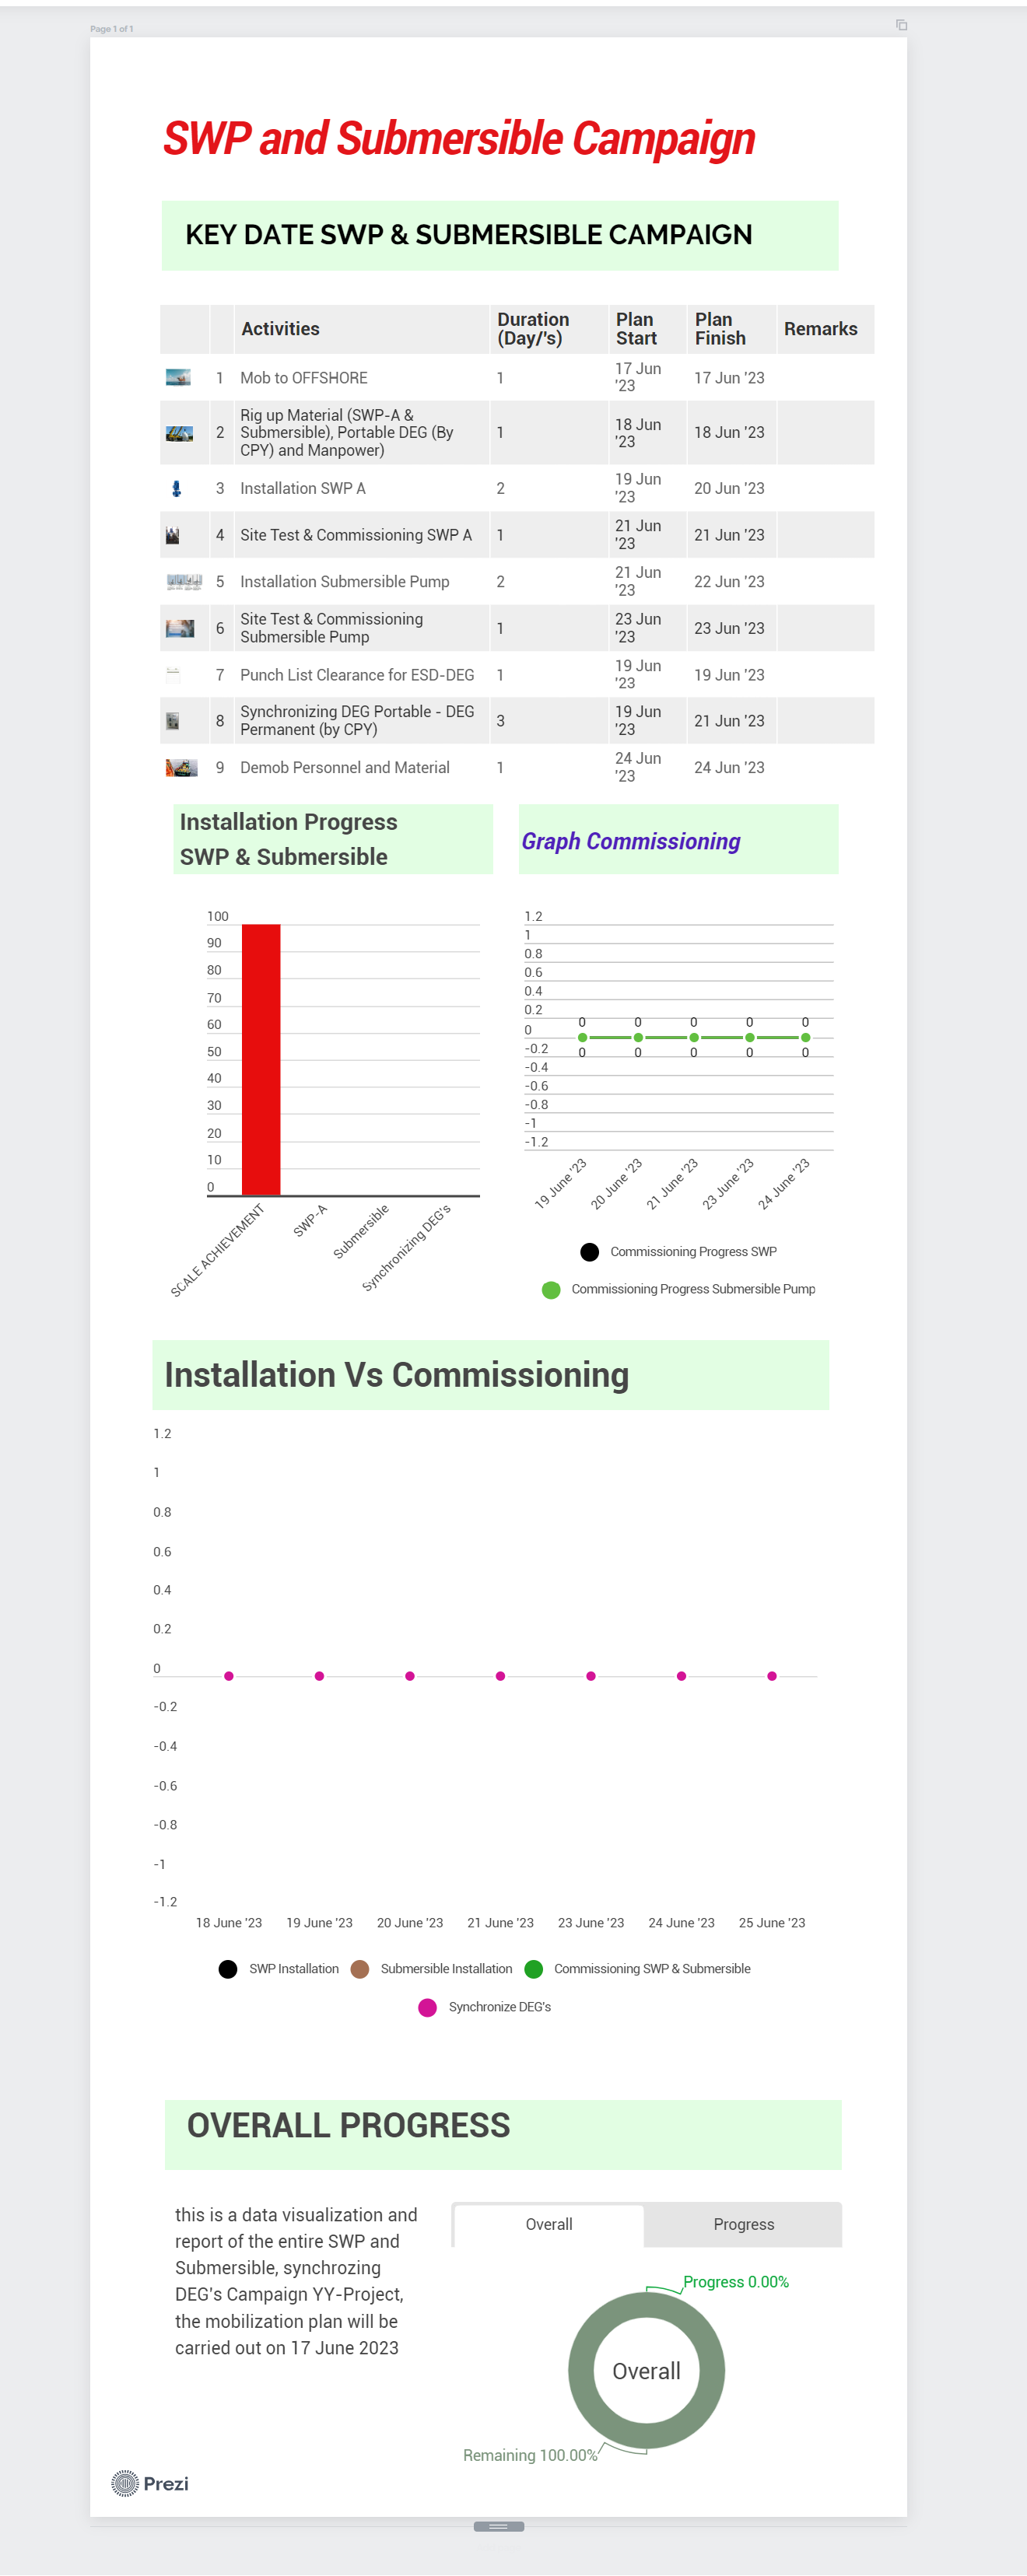 Page 1 of 1
SWP and Submersible Campaign
KEY DATE SWP & SUBMERSIBLE CAMPAIGN
Activities Duration (Day/'s) Plan Start Plan Finish Remarks
1 Mob to OFFSHORE 1 17 Jun '23 17 Jun '23
2 Rig up Material (SWP-A & Submersible), Portable DEG (By CPY) and Manpower) 1 18 Jun '23 18 Jun '23
3 Installation SWP A 2 19 Jun '23 20 Jun '23
4 Site Test & Commissioning SWP A 1 21 Jun '23 21 Jun '23
5 Installation Submersible Pump 2 21 Jun '23 22 Jun '23
6 Site Test & Commissioning Submersible Pump 1 23 Jun '23 23 Jun '23
7 Punch List Clearance for ESD-DEG 1 19 Jun '23 19 Jun '23
8 Synchronizing DEG Portable - DEG Permanent (by CPY) 3 19 Jun '23 21 Jun '23
9 Demob Personnel and Material 1 24 Jun '23 24 Jun '23
Installation Progress
SWP & Submersible
100
90
80
70
60
50
40
30
20
10
0
SCALE ACHIEVEMENT
SWP-A
Submersible
Synchronizing DEG's
Graph Commissioning
1.2
1
0.8
0.6
0.4
0.2
0
-0.2
-0.4
-0.6
-0.8
-1
-1.2
0 0 0 0 0
0 0 0 0 0
19 June '23
20 June '23
21 June '23
23 June '23
24 June '23
Commissioning Progress SWP
Commissioning Progress Submersible Pump
Installation Vs Commissioning
1.2
1
0.8
0.6
0.4
0.2
0
-0.2
-0.4
-0.6
-0.8
-1
-1.2
18 June '23 19 June '23 20 June '23 21 June '23 23 June '23 24 June '23 25 June '23
SWP Installation Submersible Installation Commissioning SWP & Submersible
Synchronize DEG's
OVERALL PROGRESS
this is a data visualization and
report of the entire SWP and
Submersible, synchrozing
DEG's Campaign YY-Project,
the mobilization plan will be
carried out on 17 June 2023
Overall Progress
Progress 0.00%
Overall
Remaining 100.00%
Prezi